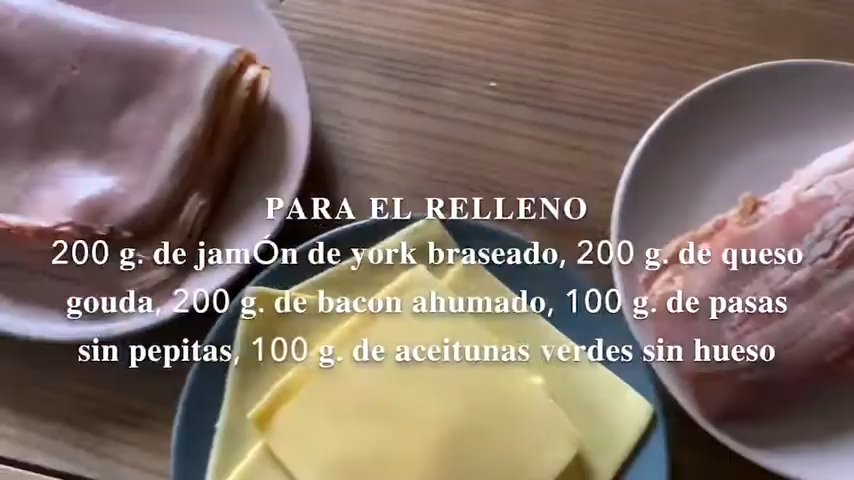 PARA EL RELLENO
200 g. de jamÓn de york braseado, 200 g. de queso
gouda, 200 g. de bacon ahumado, 100 g. de pasas
sin pepitas, 100 g. de aceitunas verdes sin hueso